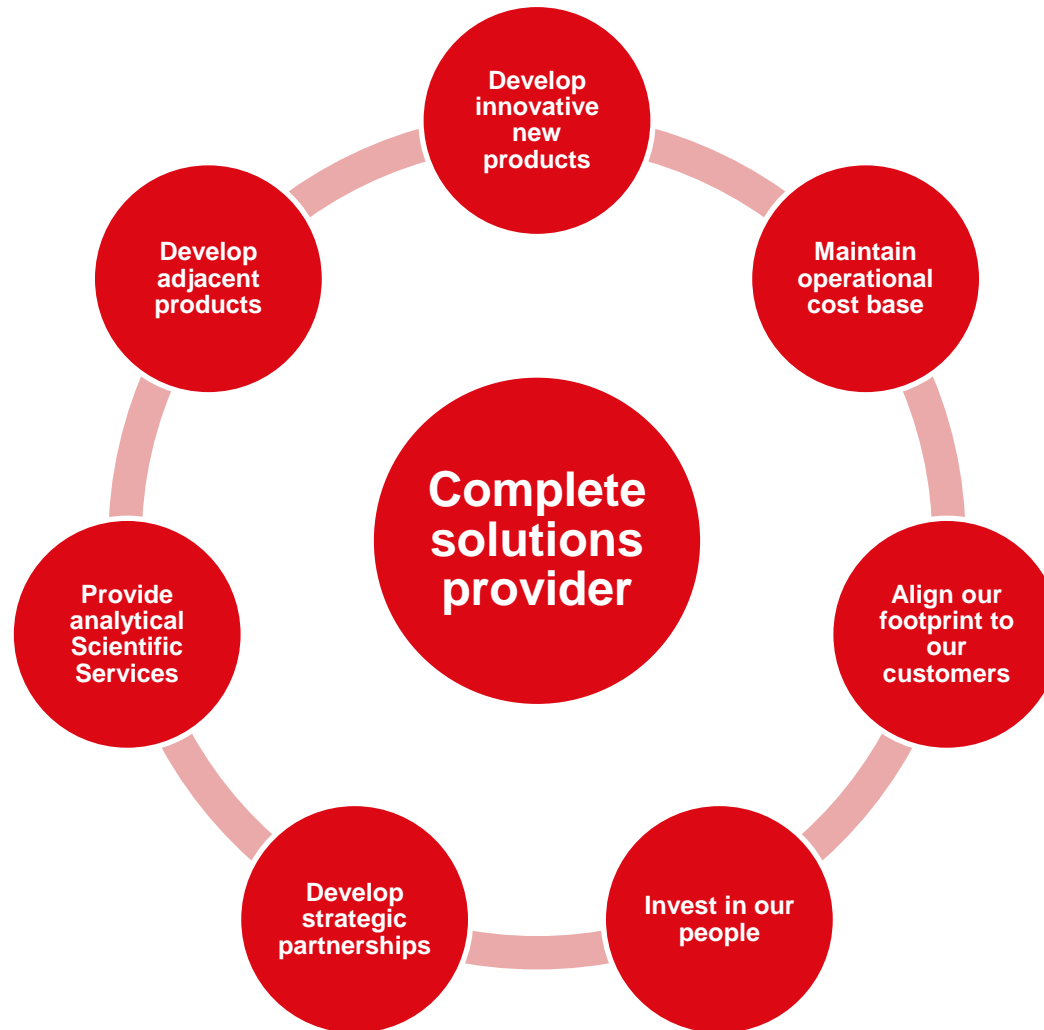 Develop
innovative
new
products
Maintain
operational
cost base
Align our
footprint to
our
customers
Invest in our
people
Develop
strategic
partnerships
Provide
analytical
Scientific
Services
Develop
adjacent
products
Complete
solutions
provider